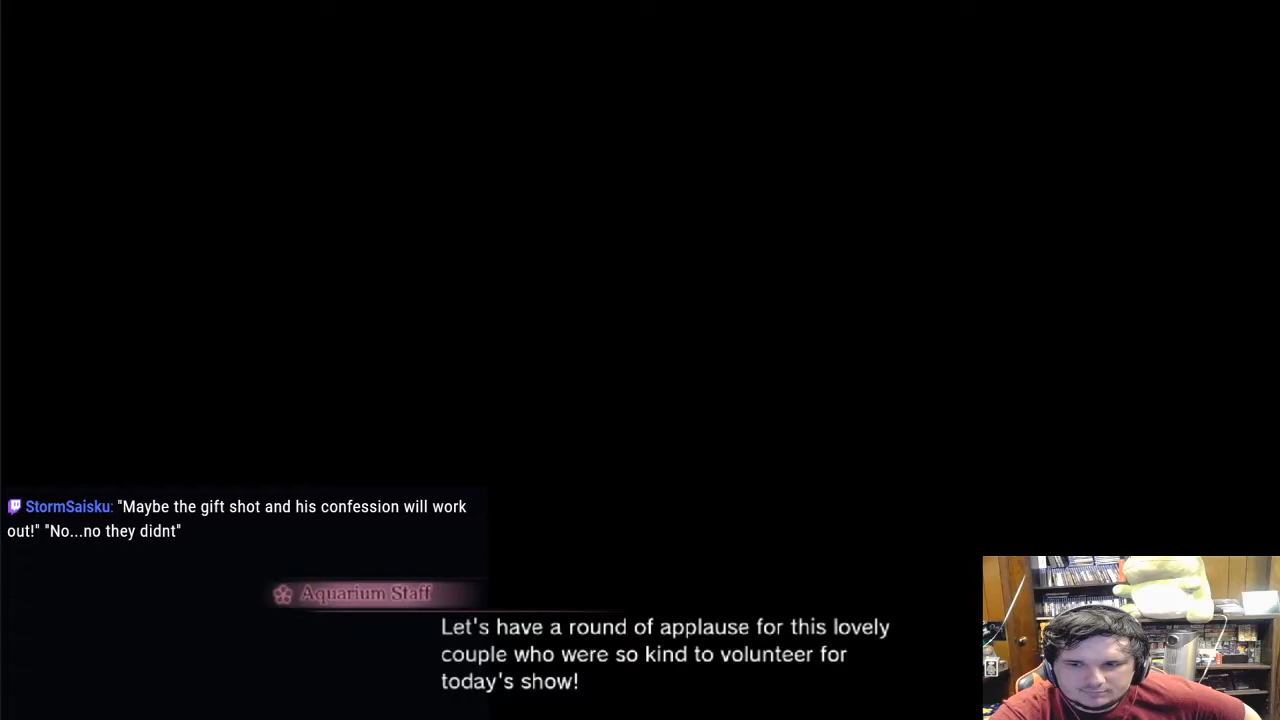 StormSaisku: "Maybe the gift shot and his confession will work
out!" "No...no they didnt"
Aquarium Staff
Let's have a round of applause for this lovely
couple who were so kind to volunteer for
today's show!